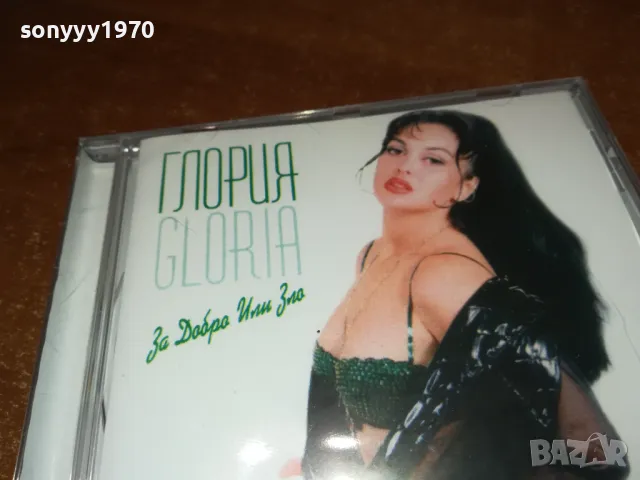 sonyyy1970
ГЛОРИЯ
GLORIA
За Добро Или Зло
BAZAR